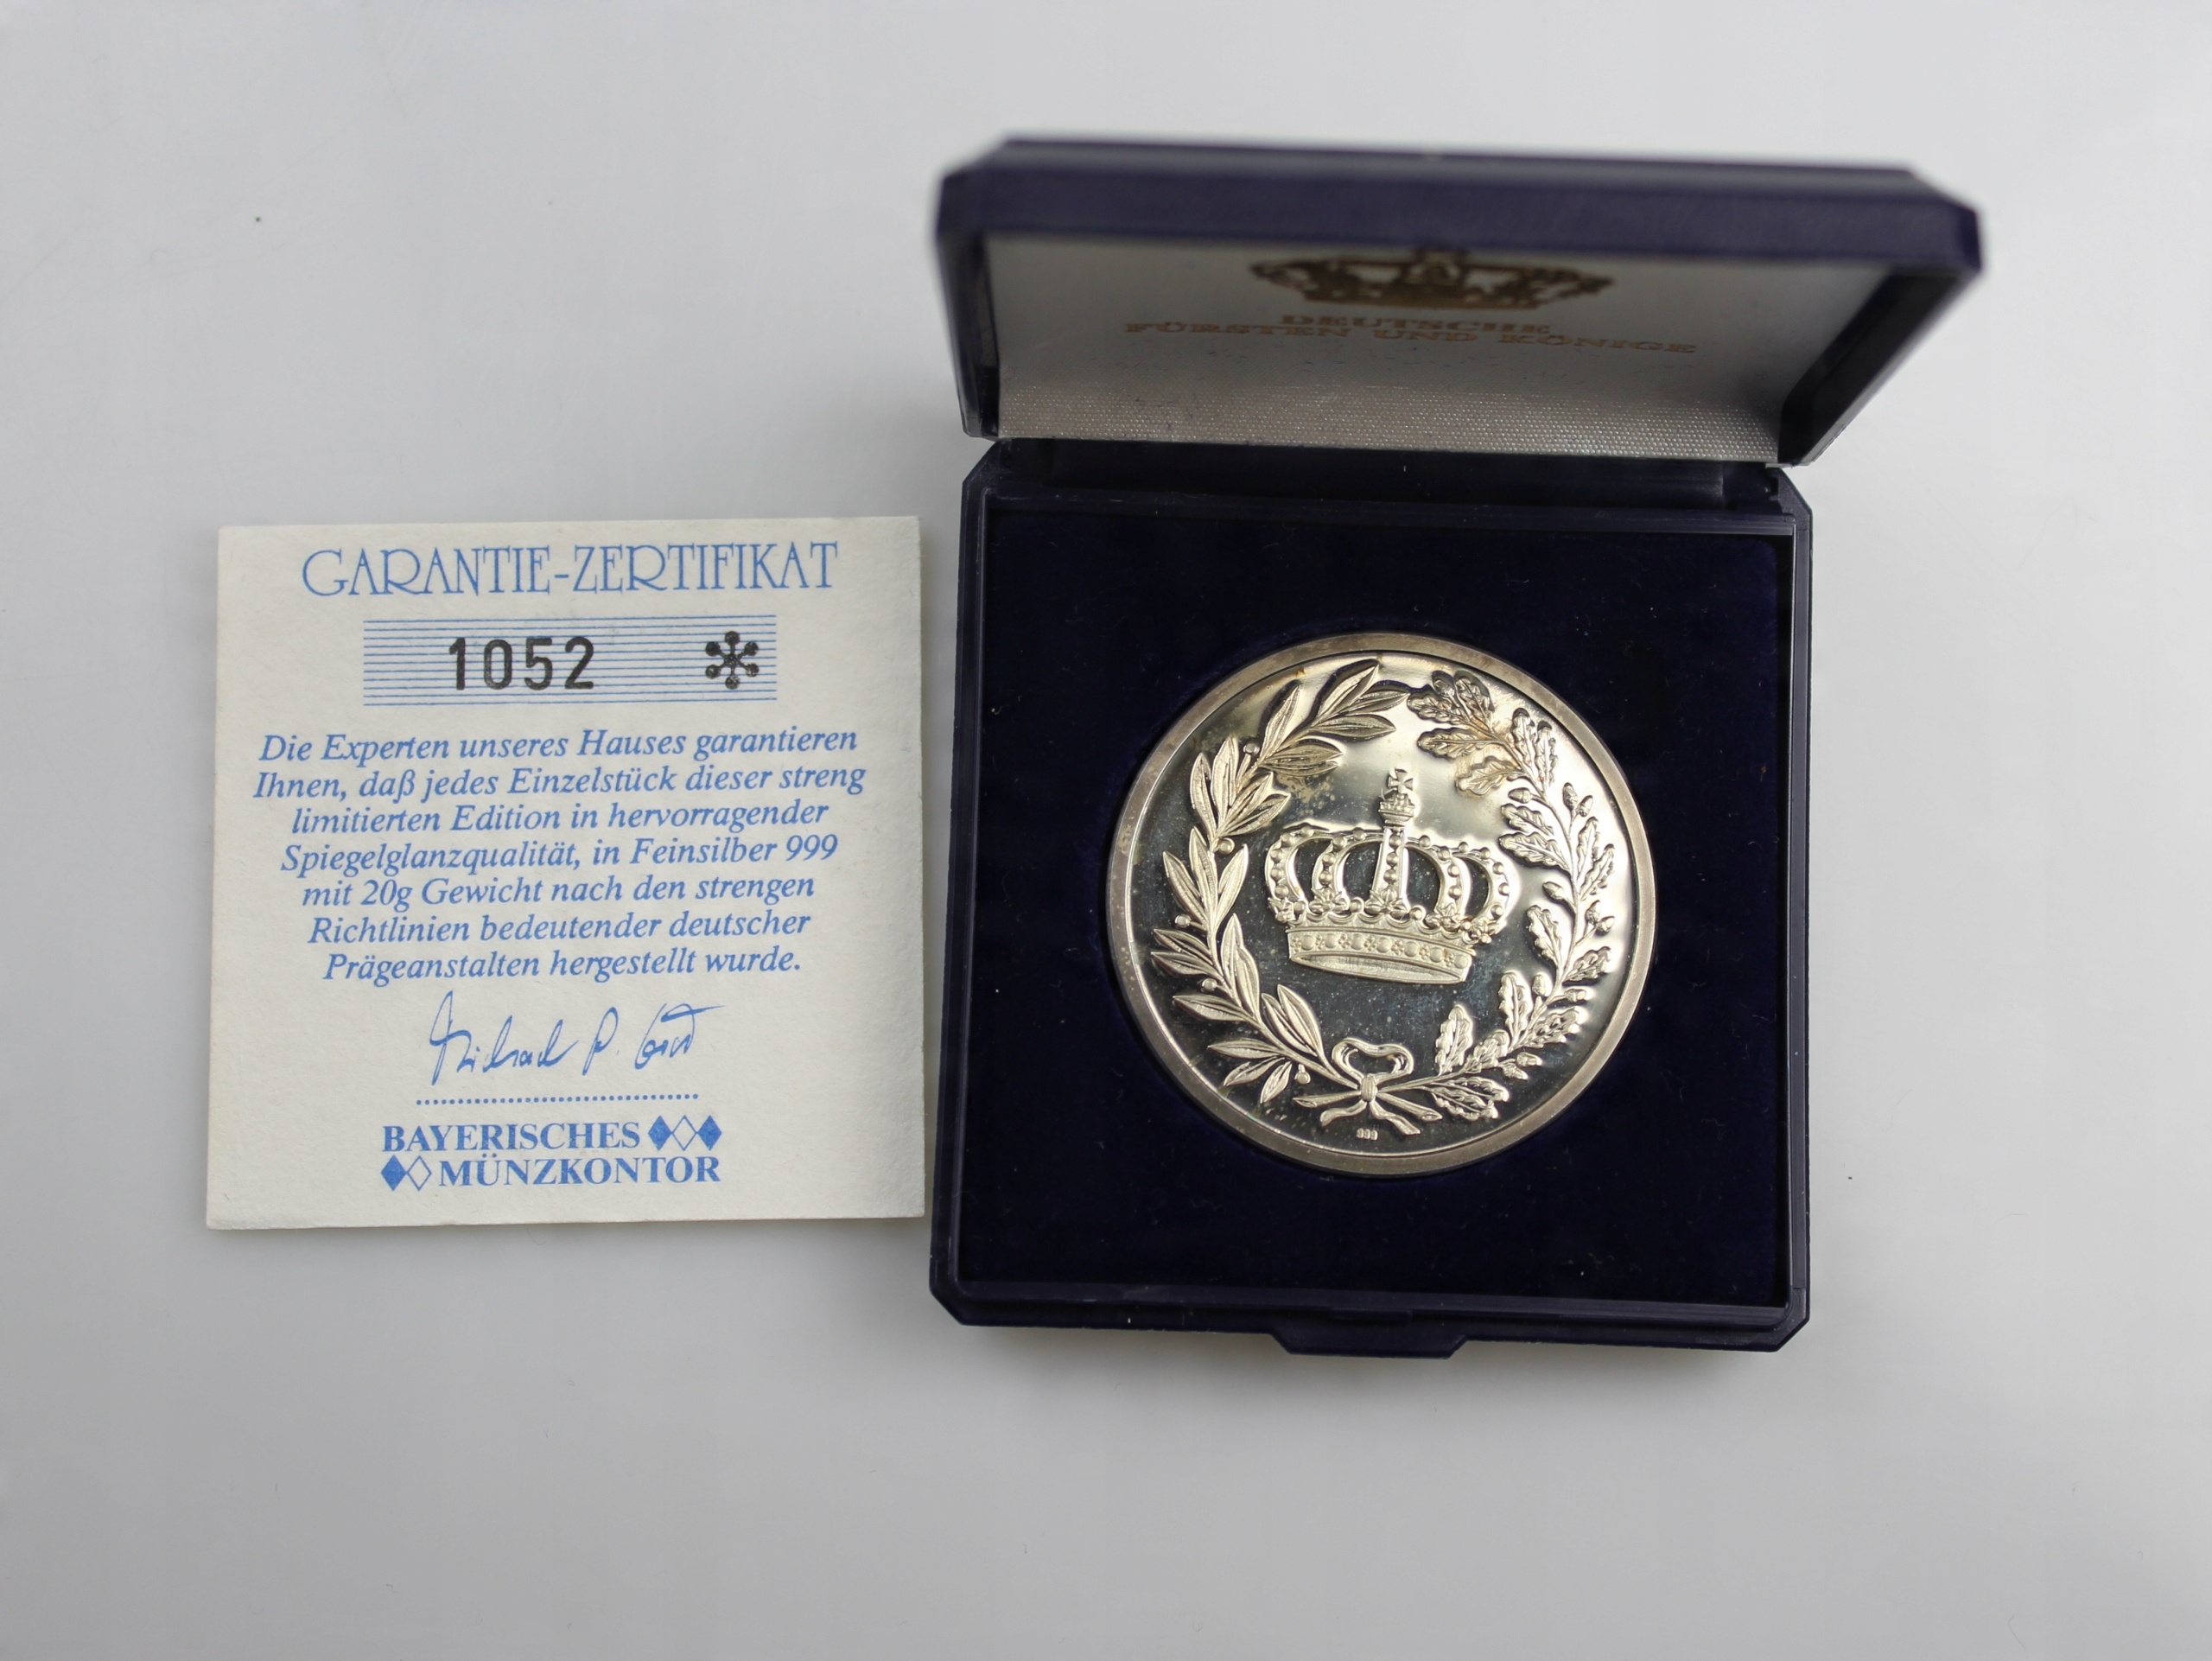 DEUTSCHE
FÜRSTEN UND KÖNIGE
GARANTIE-ZERTIFIKAT
1052
Die Experten unseres Hauses garantieren
Ihnen, daß jedes Einzelstück dieser streng
limitierten Edition in hervorragender
Spiegelglanzqualität, in Feinsilber 999
mit 20g Gewicht nach den strengen
Richtlinien bedeutender deutscher
Prägeanstalten hergestellt wurde.
BAYERISCHES
MÜNZKONTOR
999